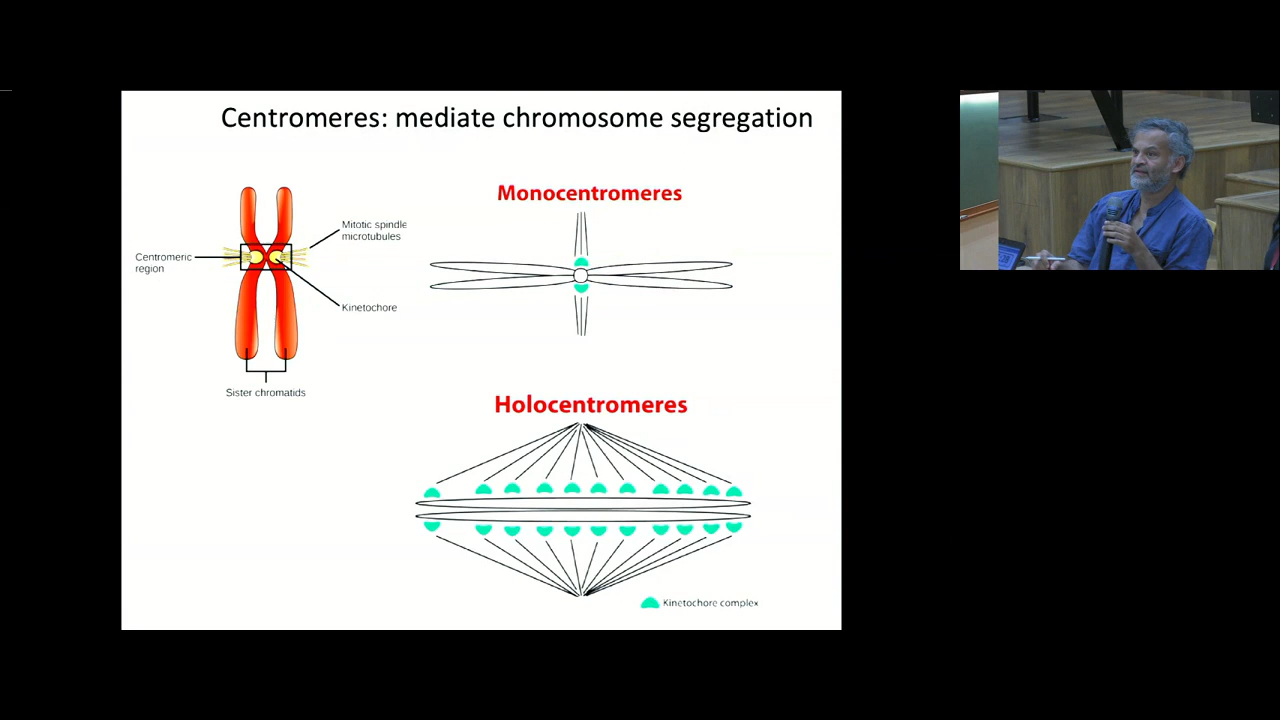 Centromeres: mediate chromosome segregation
Monocentromeres
Mitotic spindle
microtubules
Centromeric
region
Kinetochore
Sister chromatids
Holocentromeres
Kinetochore complex